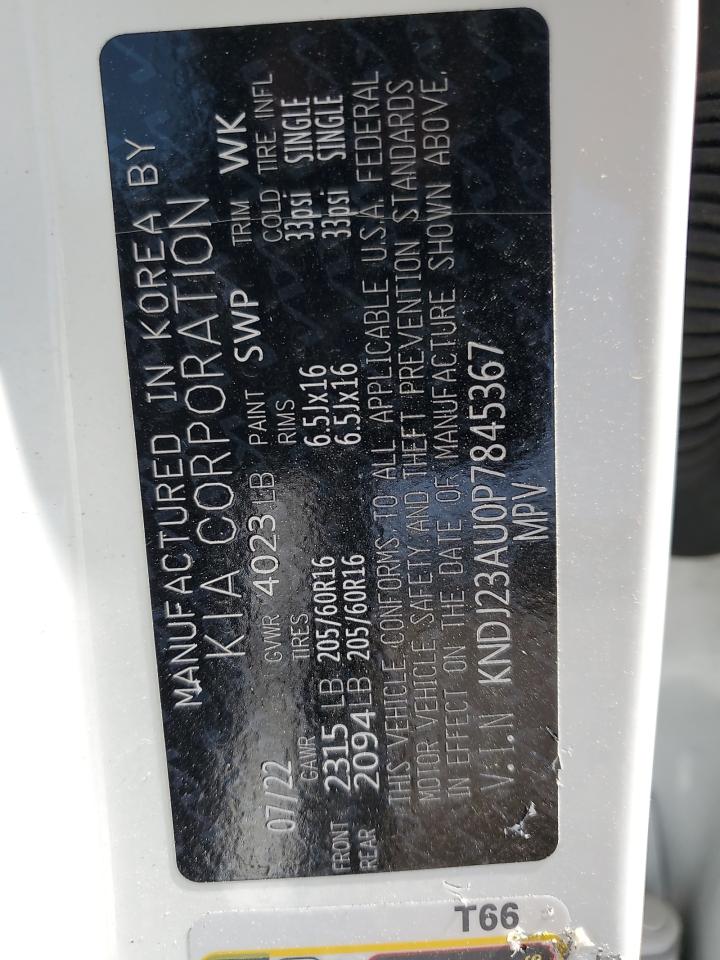 MANUFACTURED IN KOREA BY
KIA CORPORATION
07/22 GVWR 4023 LB PAINT SWP TRIM WK
GAWR TIRES RIMS COLD TIRE INFL
FRONT 2315 LB 205/60R16 6.5Jx16 33psi SINGLE
REAR 2094 LB 205/60R16 6.5Jx16 33psi SINGLE
THIS VEHICLE CONFORMS TO ALL APPLICABLE U.S.A. FEDERAL
MOTOR VEHICLE SAFETY AND THEFT PREVENTION STANDARDS
IN EFFECT ON THE DATE OF MANUFACTURE SHOWN ABOVE.
V.I.N KNDJ23AU0P7845367
MPV
T66